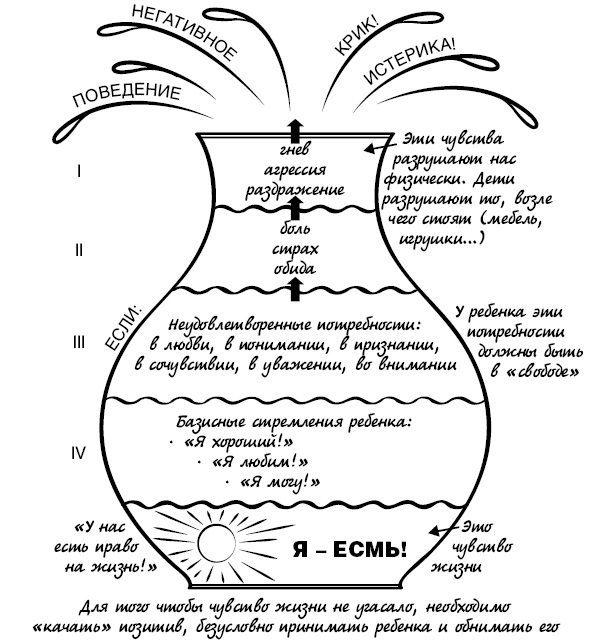 НЕГАТИВНОЕ
ПОВЕДЕНИЕ
КРИК!
ИСТЕРИКА!
I
гнев
агрессия
раздражение
Эти чувства
разрушают нас
физически. Дети
разрушают то, возле
чего стоят (мебель,
игрушки...)
II
боль
страх
обида
ЕСЛИ:
III
Неудовлетворенные потребности:
в любви, в понимании, в признании,
в сочувствии, в уважении, во внимании
У ребенка эти
потребности
должны быть
в «свободе»
IV
Базисные стремления ребенка:
· «Я хороший!»
· «Я любим!»
· «Я могу!»
«У нас
есть право
на жизнь!»
Я – ЕСМЬ!
Это
чувство
жизни
Для того чтобы чувство жизни не угасало, необходимо
«качать» позитив, безусловно принимать ребенка и обнимать его